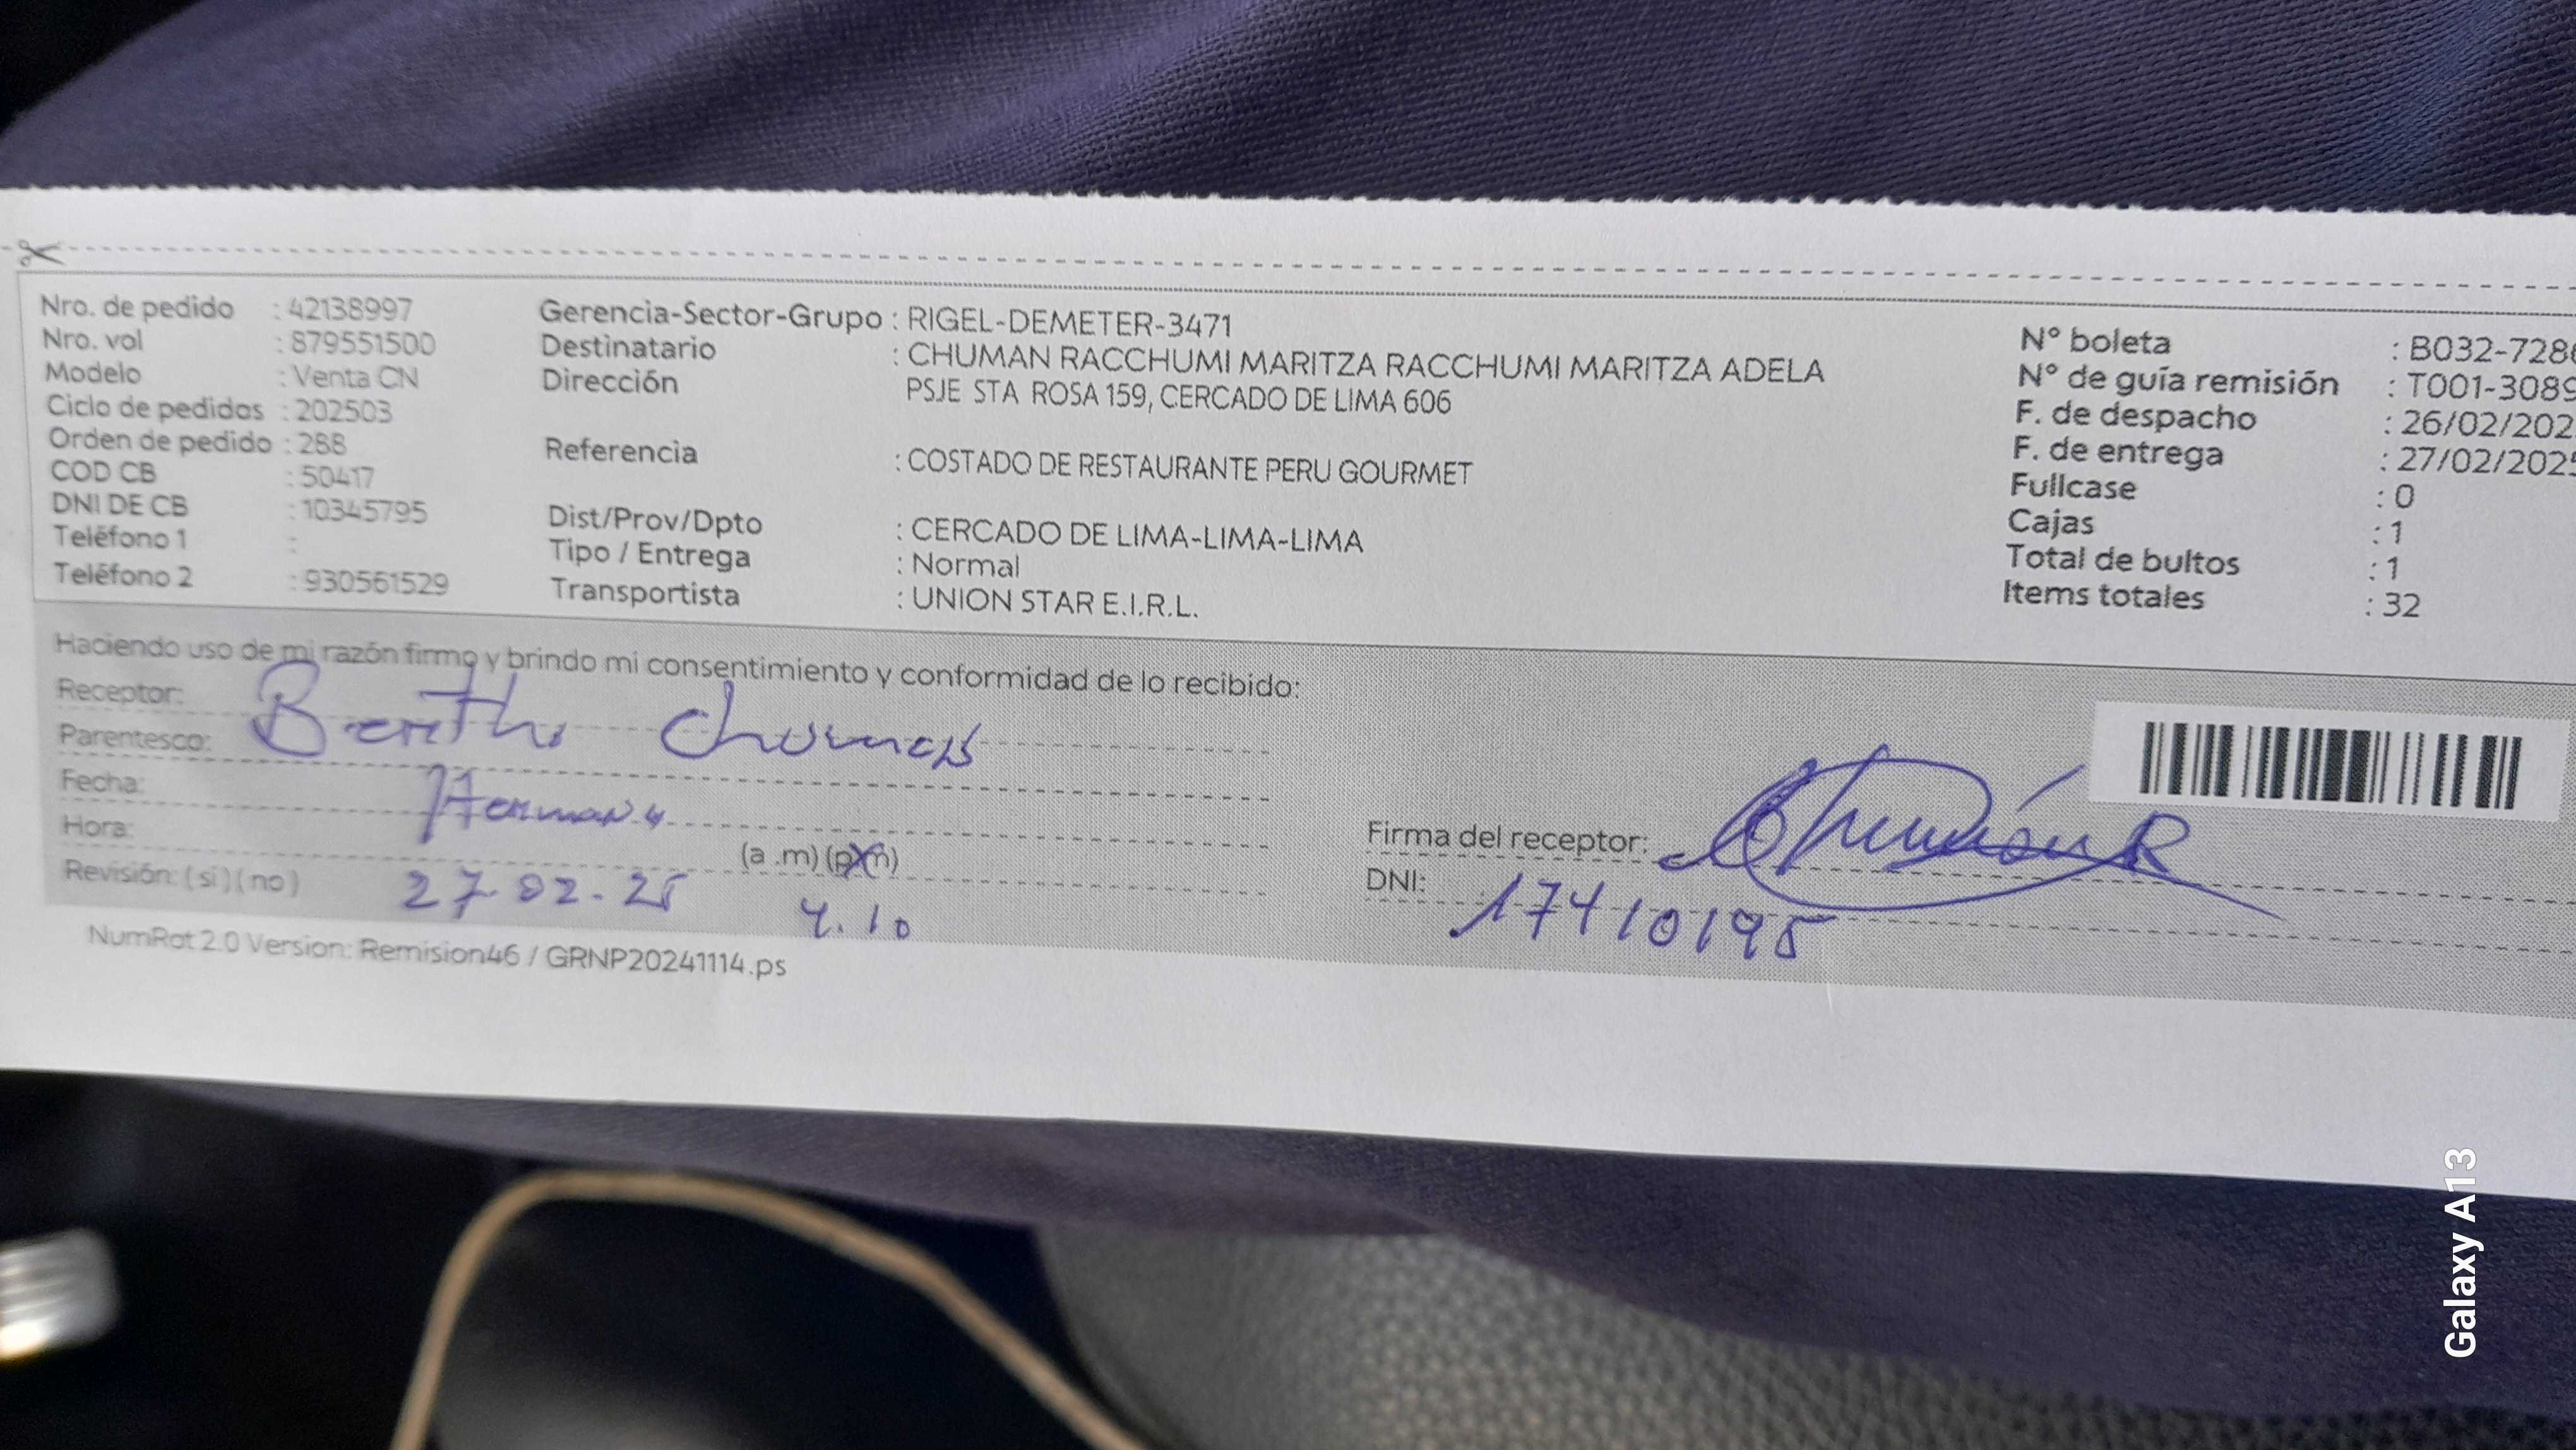 Nro. de pedido : 42138997
Nro. vol : 879551500
Modelo : Venta CN
Ciclo de pedidos : 202503
Orden de pedido : 288
COD CB : 50417
DNI DE CB : 10345795
Teléfono 1 :
Teléfono 2 : 930561529
Gerencia-Sector-Grupo : RIGEL-DEMETER-3471
Destinatario : CHUMAN RACCHUMI MARITZA RACCHUMI MARITZA ADELA
Dirección PSJE STA ROSA 159, CERCADO DE LIMA 606
Referencia : COSTADO DE RESTAURANTE PERU GOURMET
Dist/Prov/Dpto : CERCADO DE LIMA-LIMA-LIMA
Tipo / Entrega : Normal
Transportista : UNION STAR E.I.R.L.
N° boleta : B032-728
N° de guía remisión : T001-3089
F. de despacho : 26/02/202
F. de entrega : 27/02/2025
Fullcase : 0
Cajas : 1
Total de bultos : 1
Items totales : 32
Haciendo uso de mi razón firmo y brindo mi consentimiento y conformidad de lo recibido:
Receptor:
Parentesco:
Fecha:
Hora: (a .m) (p.m)
Revisión: (si) (no) 27.02.25 4.10
Firma del receptor:
DNI: 17410195
NumRot 2.0 Version: Remision46 / GRNP20241114.ps
Galaxy A13